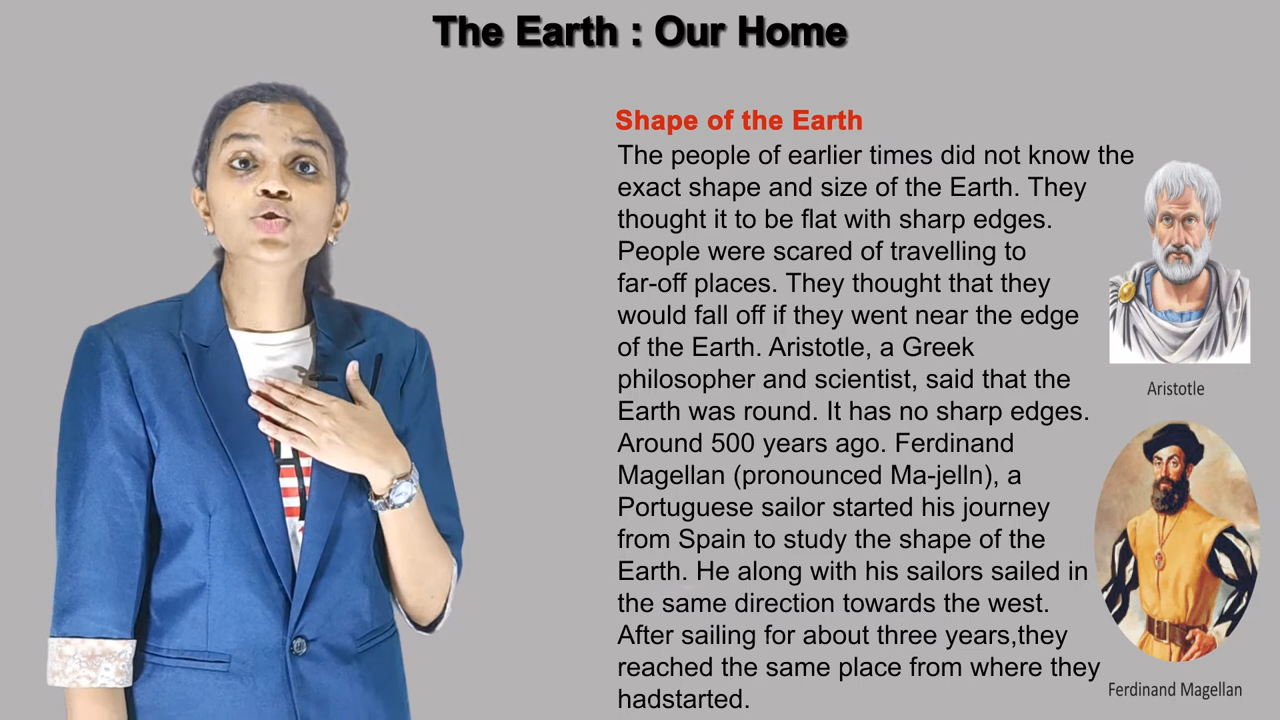 The Earth : Our Home
Shape of the Earth
The people of earlier times did not know the
exact shape and size of the Earth. They
thought it to be flat with sharp edges.
People were scared of travelling to
far-off places. They thought that they
would fall off if they went near the edge
of the Earth. Aristotle, a Greek
philosopher and scientist, said that the
Earth was round. It has no sharp edges.
Around 500 years ago. Ferdinand
Magellan (pronounced Ma-jelln), a
Portuguese sailor started his journey
from Spain to study the shape of the
Earth. He along with his sailors sailed in
the same direction towards the west.
After sailing for about three years,they
reached the same place from where they
hadstarted.
Aristotle
Ferdinand Magellan